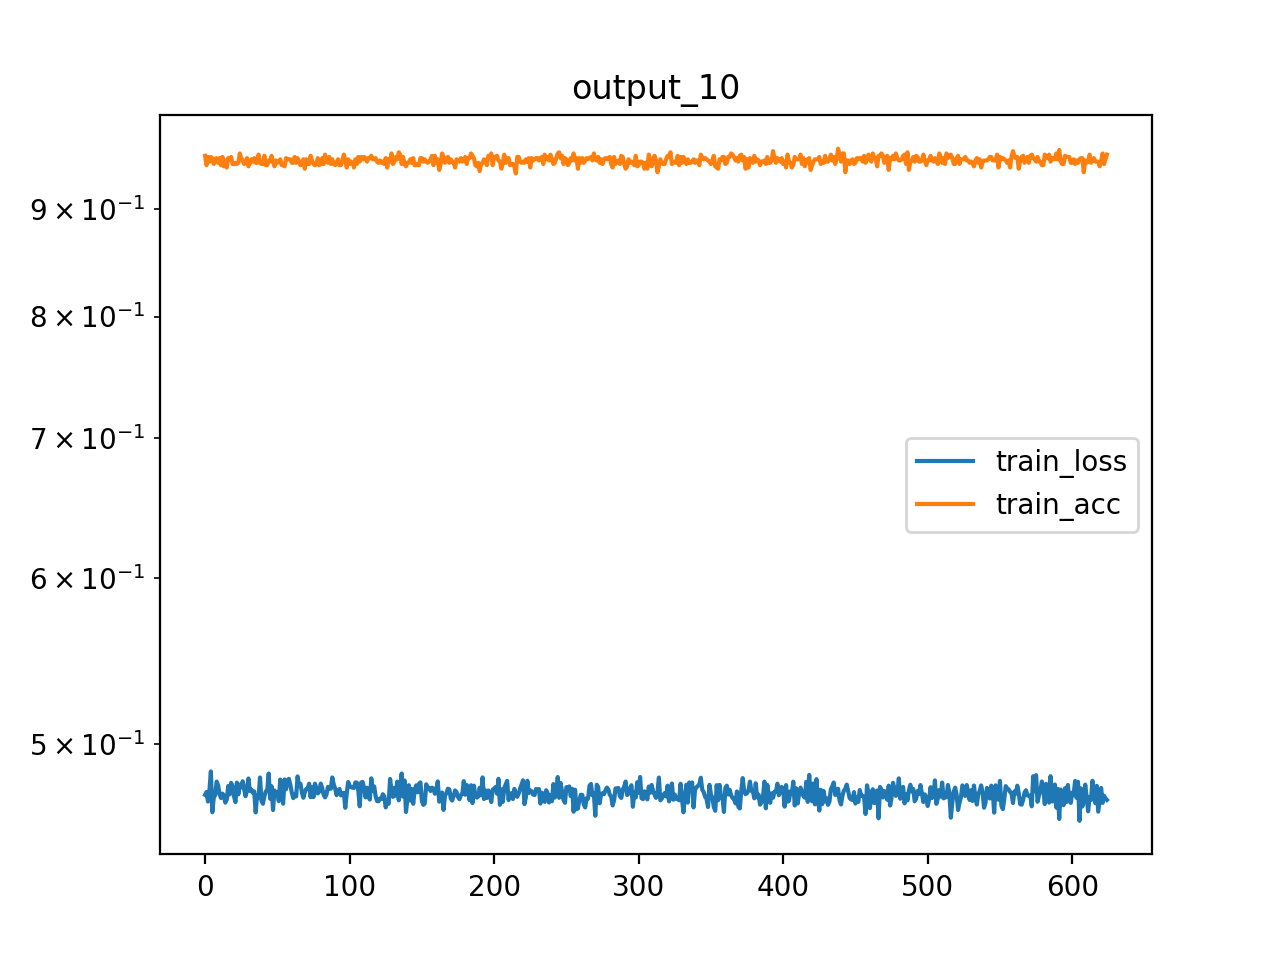 output_10
9 × 10⁻¹
8 × 10⁻¹
7 × 10⁻¹
6 × 10⁻¹
5 × 10⁻¹
train_loss
train_acc
0 100 200 300 400 500 600